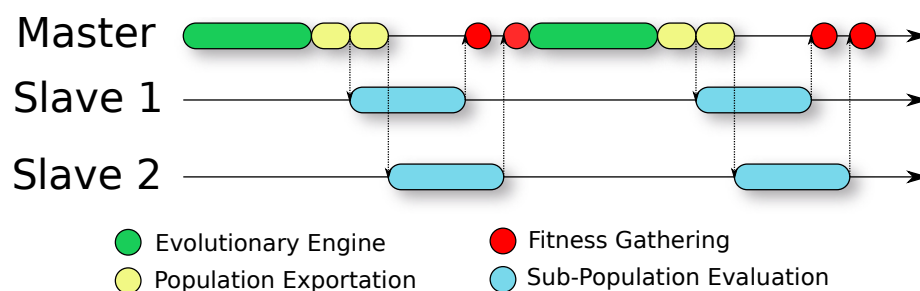 Master
Slave 1
Slave 2
Evolutionary Engine
Fitness Gathering
Population Exportation
Sub-Population Evaluation